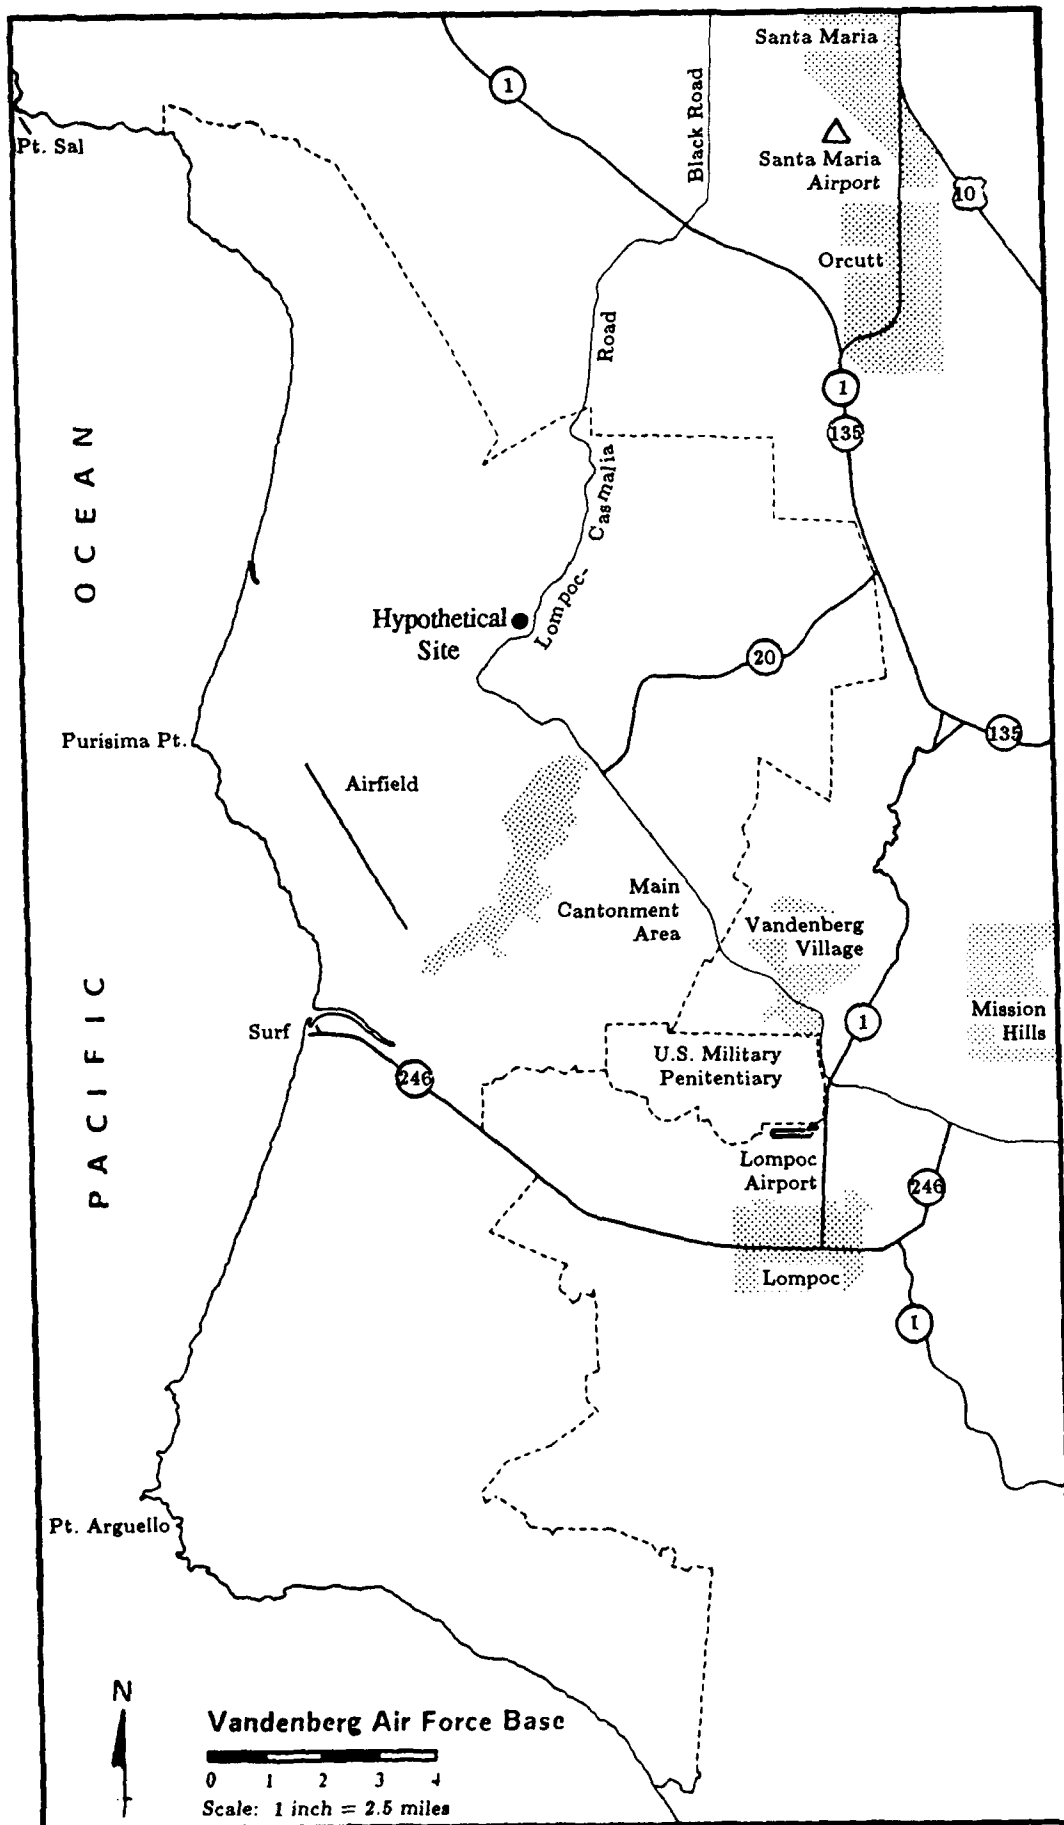 Santa Maria
1
Black Road
Pt. Sal
Santa Maria
Airport
10
Orcutt
Road
1
135
OCEAN
Casmalia
Lompoc-
Hypothetical
Site
20
Purisima Pt.
135
Airfield
Main
Cantonment
Area
Vandenberg
Village
PACIFIC
Mission
Hills
Surf
1
U.S. Military
Penitentiary
246
Lompoc
Airport
246
Lompoc
1
Pt. Arguello
N
Vandenberg Air Force Base
0 1 2 3 4
Scale: 1 inch = 2.5 miles